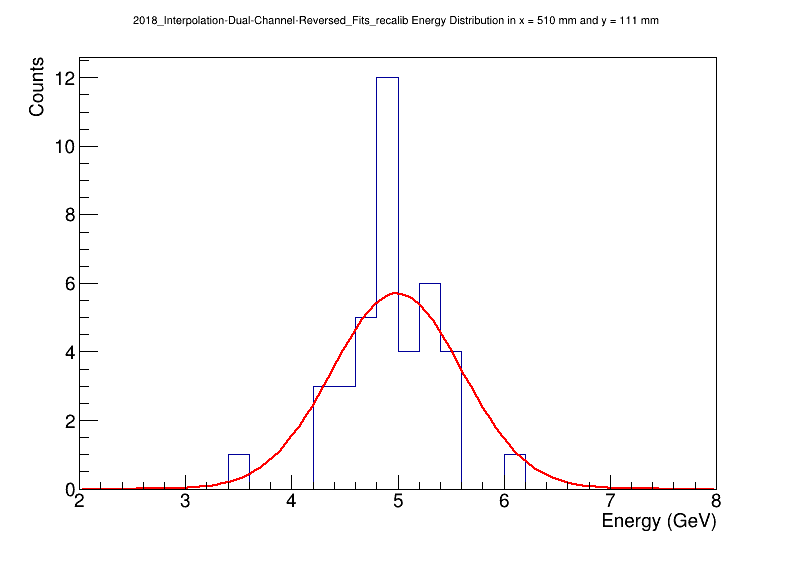 2018_Interpolation-Dual-Channel-Reversed_Fits_recalib Energy Distribution in x = 510 mm and y = 111 mm
Counts
12
10
8
6
4
2
0
2 3 4 5 6 7 8
Energy (GeV)